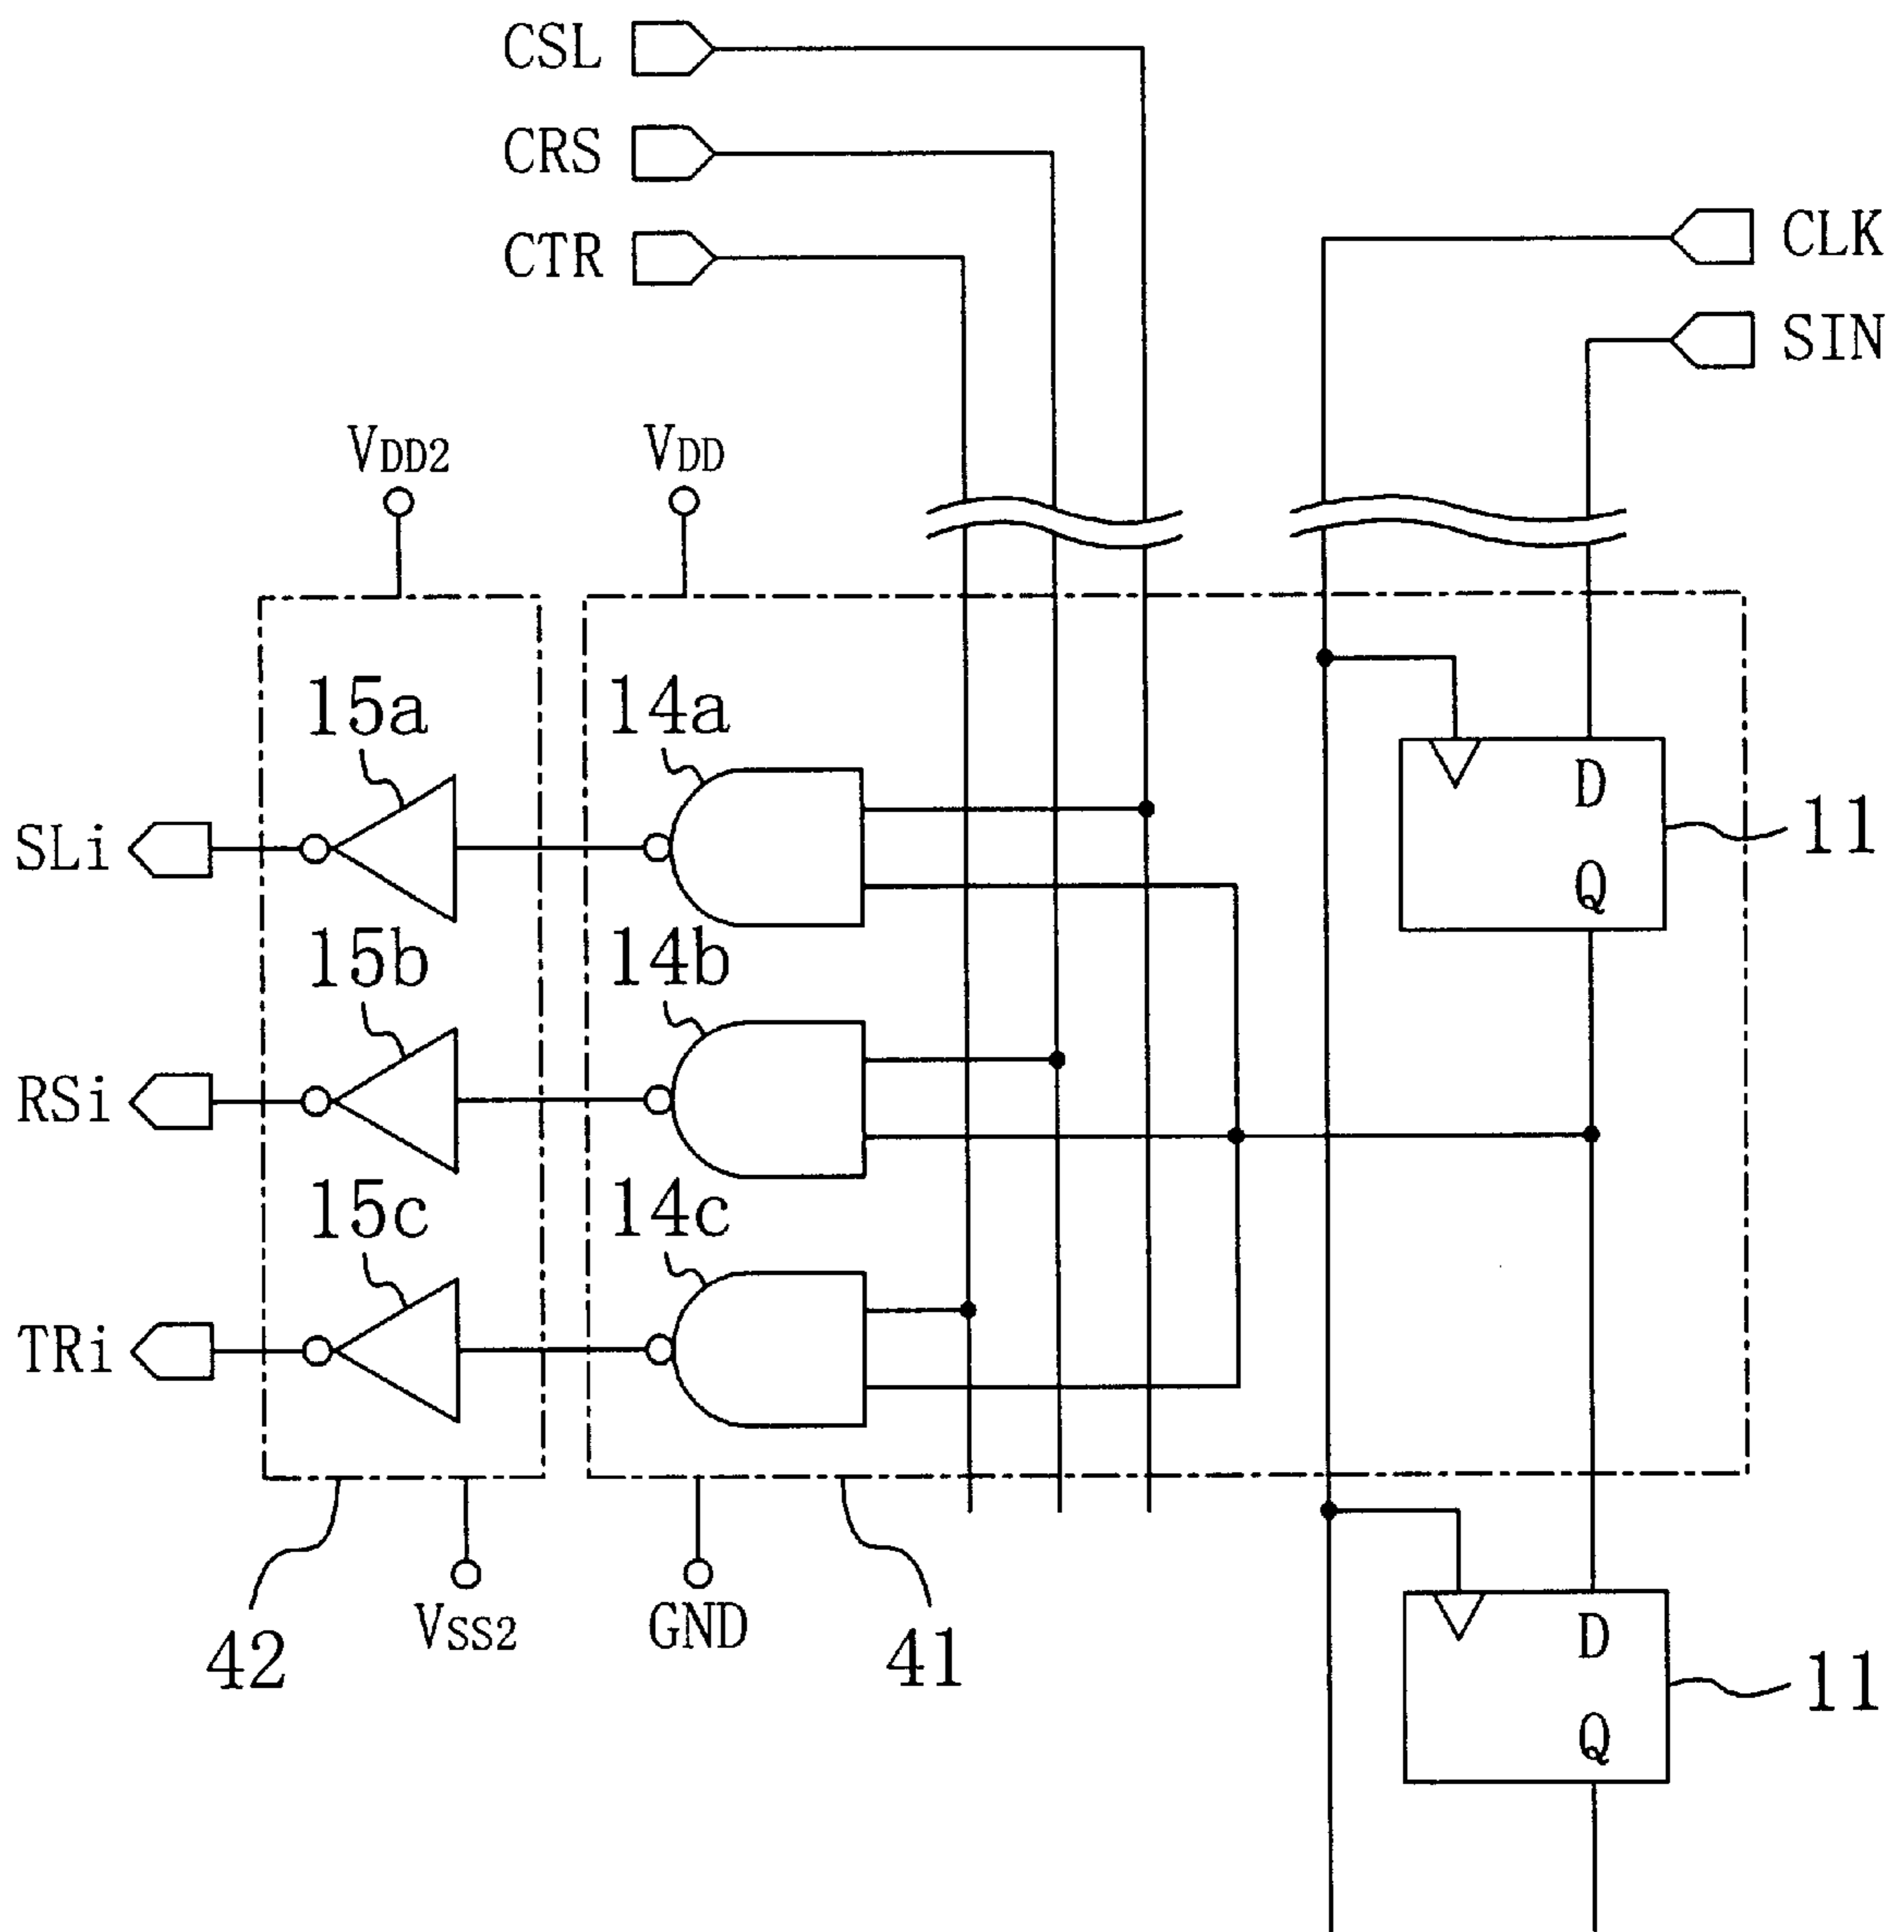 CSL
CRS
CTR
CLK
SIN
VDD2
VDD
15a
14a
D
11
SLi
Q
15b
14b
RSi
15c
14c
TRi
VSS2
GND
42
41
D
11
Q